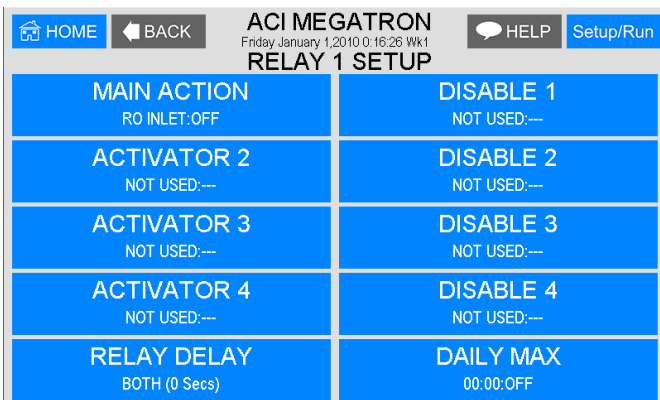 HOME
BACK
ACI MEGATRON
Friday January 1,2010 0:16:26 Wk1
RELAY 1 SETUP
HELP
Setup/Run
MAIN ACTION
RO INLET:OFF
DISABLE 1
NOT USED:---
ACTIVATOR 2
NOT USED:---
DISABLE 2
NOT USED:---
ACTIVATOR 3
NOT USED:---
DISABLE 3
NOT USED:---
ACTIVATOR 4
NOT USED:---
DISABLE 4
NOT USED:---
RELAY DELAY
BOTH (0 Secs)
DAILY MAX
00:00:OFF